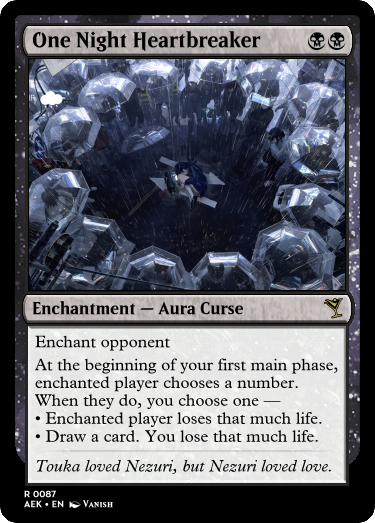 One Night Heartbreaker
Enchantment — Aura Curse
Enchant opponent
At the beginning of your first main phase,
enchanted player chooses a number.
When they do, you choose one —
• Enchanted player loses that much life.
• Draw a card. You lose that much life.
Touka loved Nezuri, but Nezuri loved love.
R 0087
AEK • EN Vanish